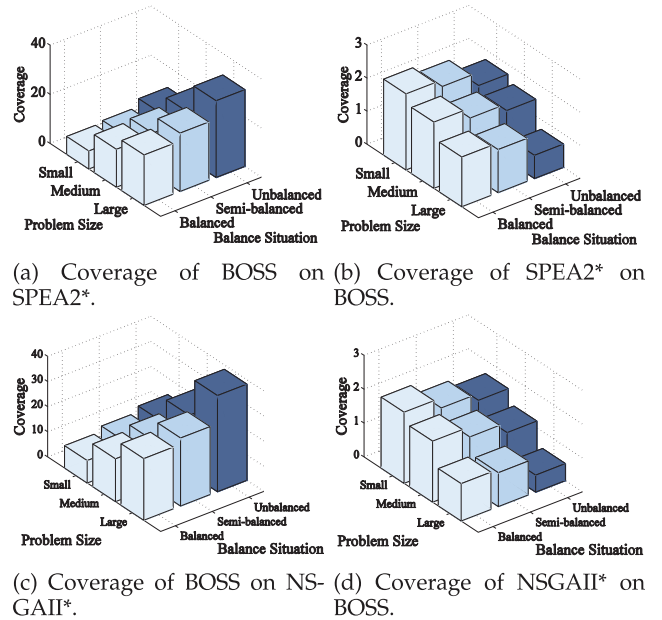 40
20
0
Coverage
Small
Medium
Large
Problem Size
Unbalanced
Semi-balanced
Balanced
Balance Situation
3
2
1
0
Coverage
Small
Medium
Large
Problem Size
Unbalanced
Semi-balanced
Balanced
Balance Situation
(a) Coverage of BOSS on
SPEA2*.
(b) Coverage of SPEA2* on
BOSS.
40
30
20
10
0
Coverage
Small
Medium
Large
Problem Size
Unbalanced
Semi-balanced
Balanced
Balance Situation
3
2
1
0
Coverage
Small
Medium
Large
Problem Size
Unbalanced
Semi-balanced
Balanced
Balance Situation
(c) Coverage of BOSS on NS-
GAII*.
(d) Coverage of NSGAII* on
BOSS.